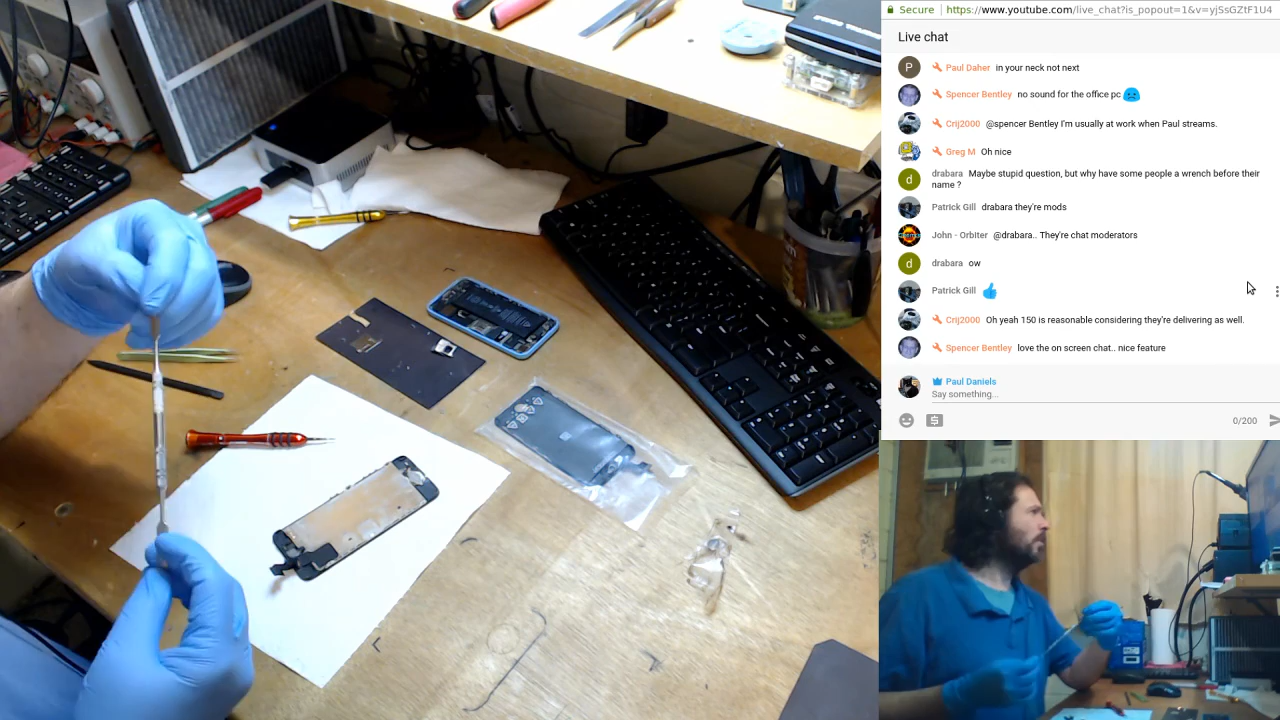 Secure https://www.youtube.com/live_chat?is_popout=1&v=yjSsGZtF1U4
Live chat
P Paul Daher in your neck not next
Spencer Bentley no sound for the office pc
Crij2000 @spencer Bentley I'm usually at work when Paul streams.
Greg M Oh nice
d drabara Maybe stupid question, but why have some people a wrench before their
name ?
Patrick Gill drabara they're mods
John - Orbiter @drabara.. They're chat moderators
d drabara ow
Patrick Gill
Crij2000 Oh yeah 150 is reasonable considering they're delivering as well.
Spencer Bentley love the on screen chat.. nice feature
Paul Daniels
Say something...
0/200